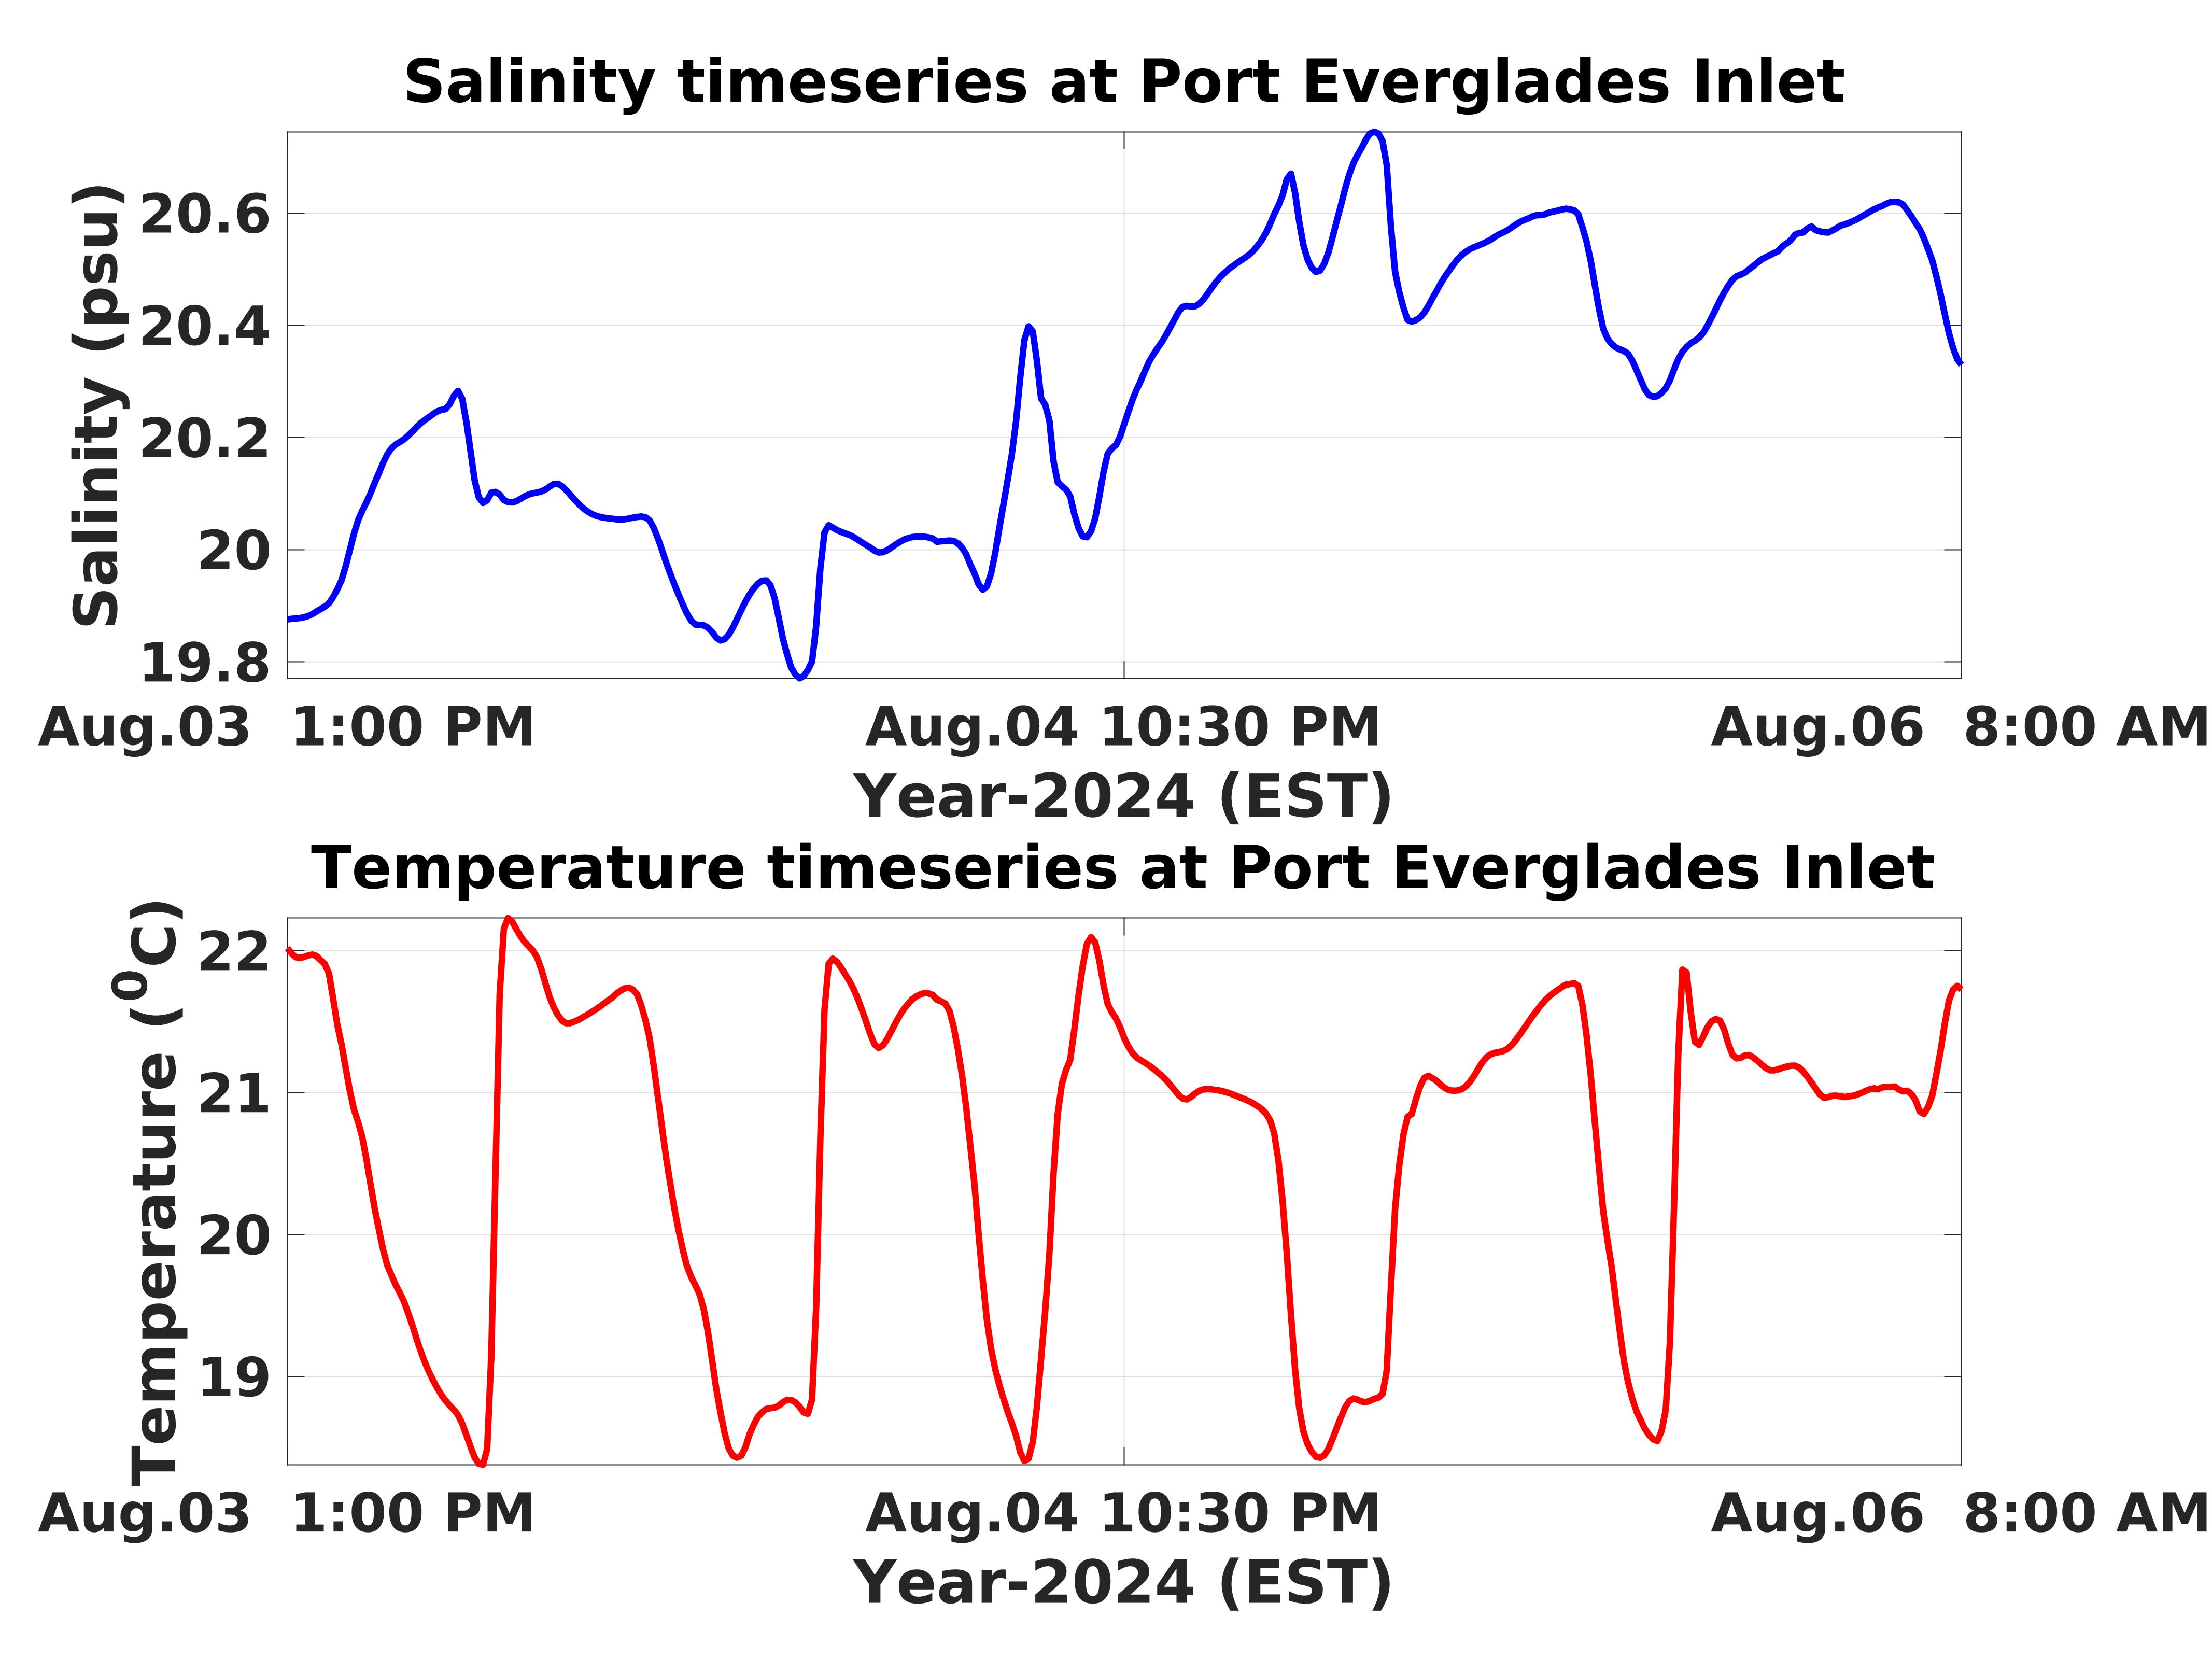 Salinity timeseries at Port Everglades Inlet
Salinity (psu)
20.6
20.4
20.2
20
19.8
Aug.03 1:00 PM Aug.04 10:30 PM Aug.06 8:00 AM
Year-2024 (EST)
Temperature timeseries at Port Everglades Inlet
Temperature (⁰C)
22
21
20
19
Aug.03 1:00 PM Aug.04 10:30 PM Aug.06 8:00 AM
Year-2024 (EST)